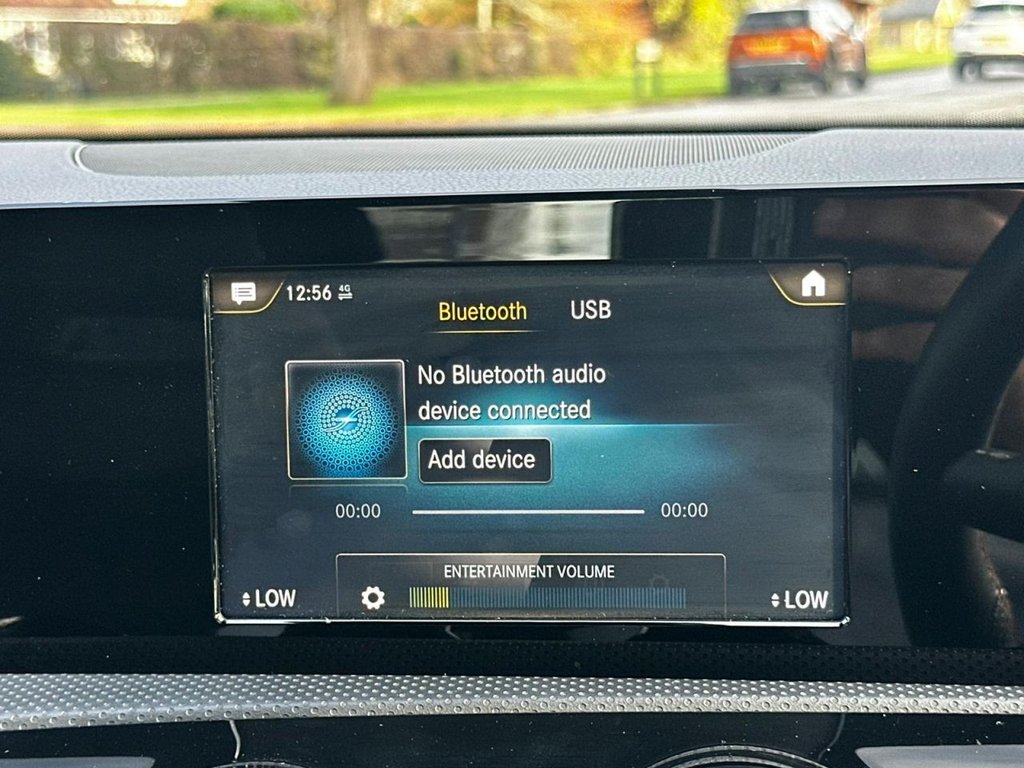 12:56 4G
Bluetooth USB
No Bluetooth audio
device connected
Add device
00:00 00:00
ENTERTAINMENT VOLUME
LOW LOW